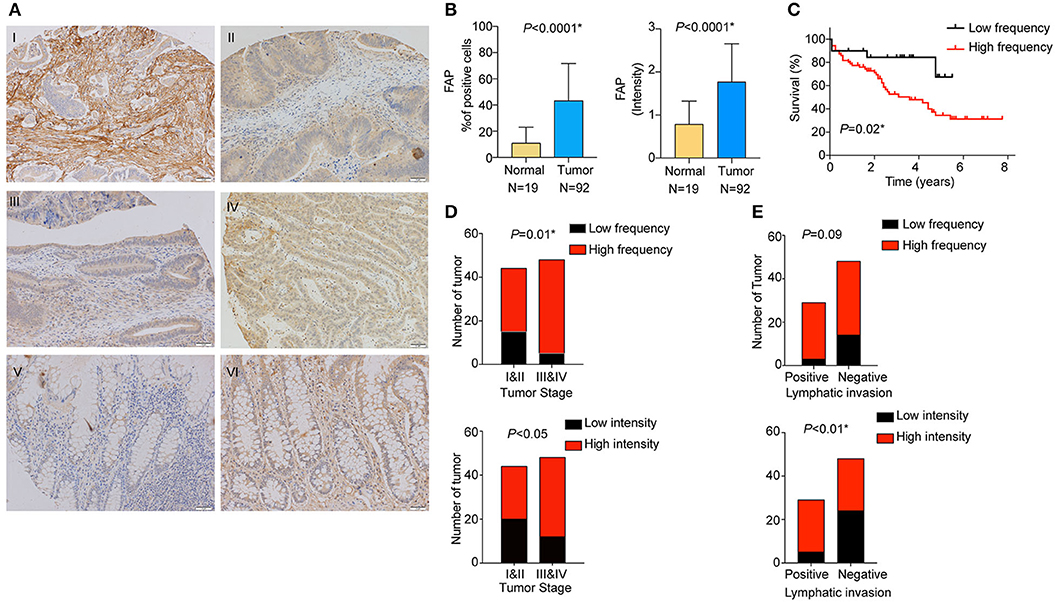 A
I
II
III
IV
V
VI
B
P<0.0001*
FAP
%of positive cells
100
80
60
40
20
0
Normal
Tumor
N=19
N=92
P<0.0001*
FAP
(Intensity)
3
2
1
0
Normal
Tumor
N=19
N=92
C
Low frequency
High frequency
Survival (%)
100
80
60
40
20
0
P=0.02*
0 2 4 6 8
Time (years)
D
P=0.01*
Low frequency
High frequency
Number of tumor
60
40
20
0
I&II III&IV
Tumor Stage
P<0.05
Low intensity
High intensity
Number of tumor
60
40
20
0
I&II III&IV
Tumor Stage
E
P=0.09
Low frequency
High frequency
Number of Tumor
60
40
20
0
Positive Negative
Lymphatic invasion
P<0.01*
Low intensity
High intensity
60
40
20
0
Positive Negative
Lymphatic invasion